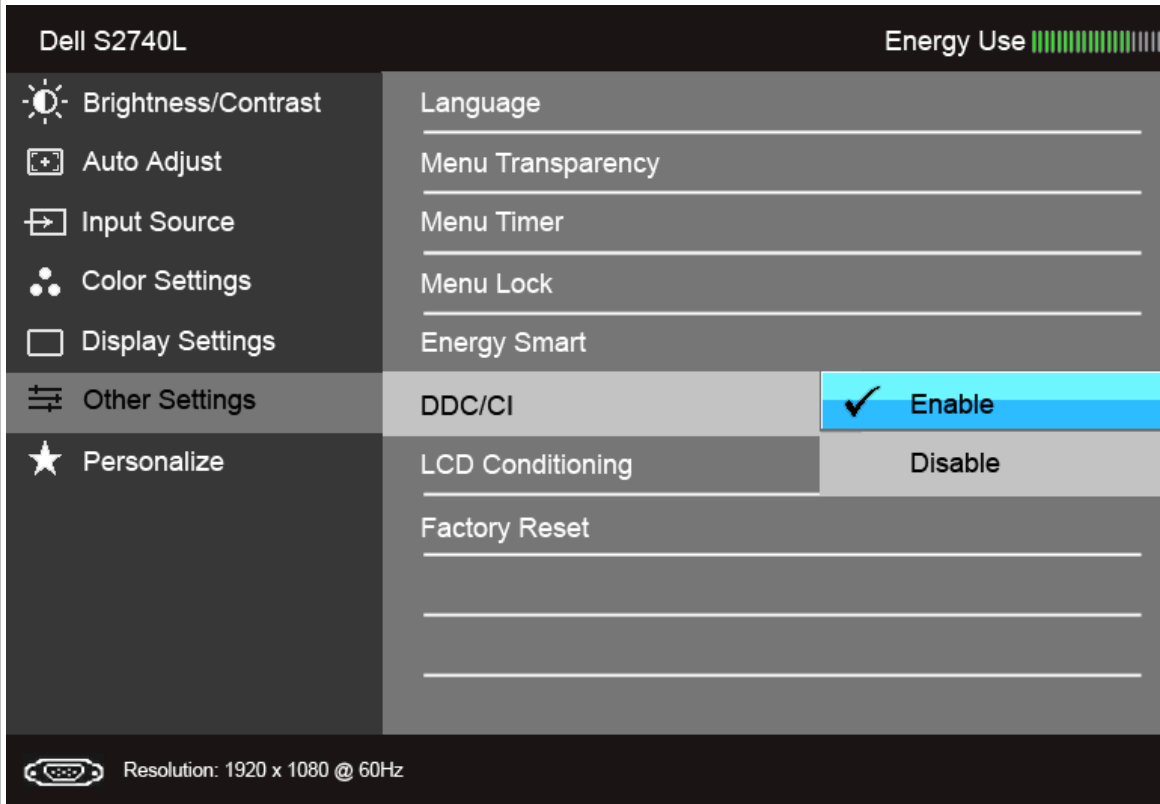 Dell S2740L
Energy Use
Brightness/Contrast
Auto Adjust
Input Source
Color Settings
Display Settings
Other Settings
Personalize
Language
Menu Transparency
Menu Timer
Menu Lock
Energy Smart
DDC/CI
Enable
Disable
LCD Conditioning
Factory Reset
Resolution: 1920 x 1080 @ 60Hz